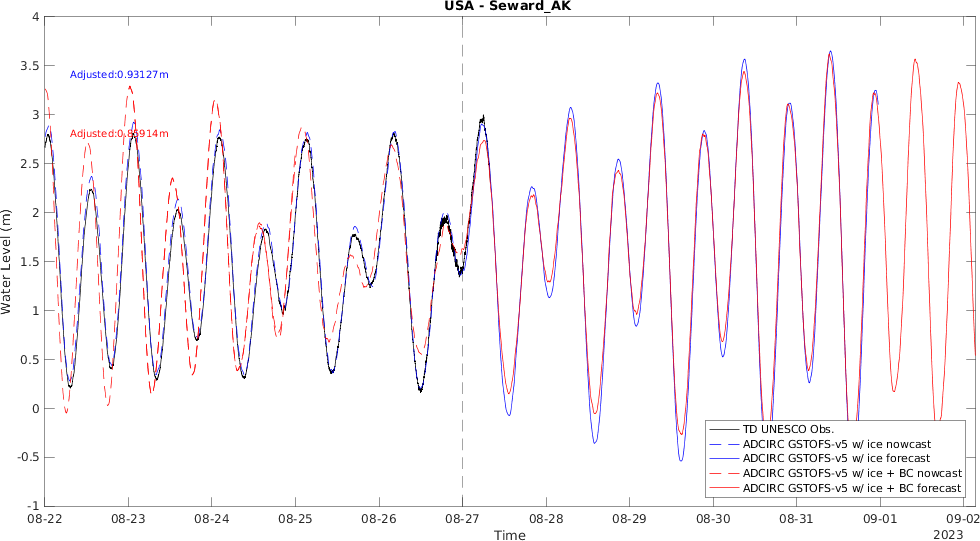 USA - Seward_AK
4
3.5
3
2.5
2
1.5
1
0.5
0
-0.5
-1
Water Level (m)
Adjusted:0.93127m
Adjusted:0.85914m
TD UNESCO Obs.
ADCIRC GSTOFS-v5 w/ ice nowcast
ADCIRC GSTOFS-v5 w/ ice forecast
ADCIRC GSTOFS-v5 w/ ice + BC nowcast
ADCIRC GSTOFS-v5 w/ ice + BC forecast
08-22 08-23 08-24 08-25 08-26 08-27 08-28 08-29 08-30 08-31 09-01 09-02
Time
2023